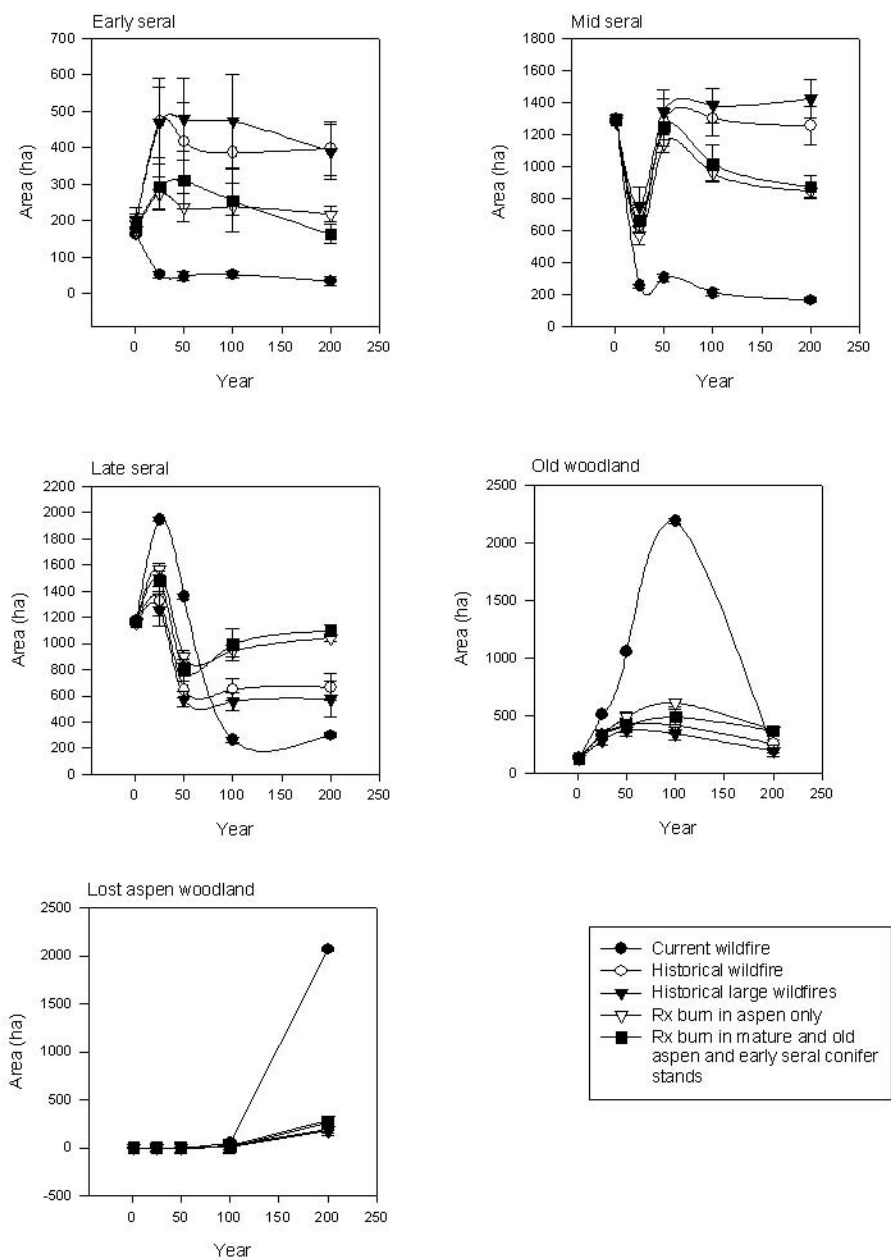 Early seral
700
600
500
400
300
200
100
0
Area (ha)
0 50 100 150 200 250
Year
Mid seral
1800
1600
1400
1200
1000
800
600
400
200
0
Area (ha)
0 50 100 150 200 250
Year
Late seral
2200
2000
1800
1600
1400
1200
1000
800
600
400
200
0
Area (ha)
0 50 100 150 200 250
Year
Old woodland
2500
2000
1500
1000
500
0
Area (ha)
0 50 100 150 200 250
Year
Lost aspen woodland
2500
2000
1500
1000
500
0
-500
Area (ha)
0 50 100 150 200 250
Year
Current wildfire
Historical wildfire
Historical large wildfires
Rx burn in aspen only
Rx burn in mature and old
aspen and early seral conifer
stands